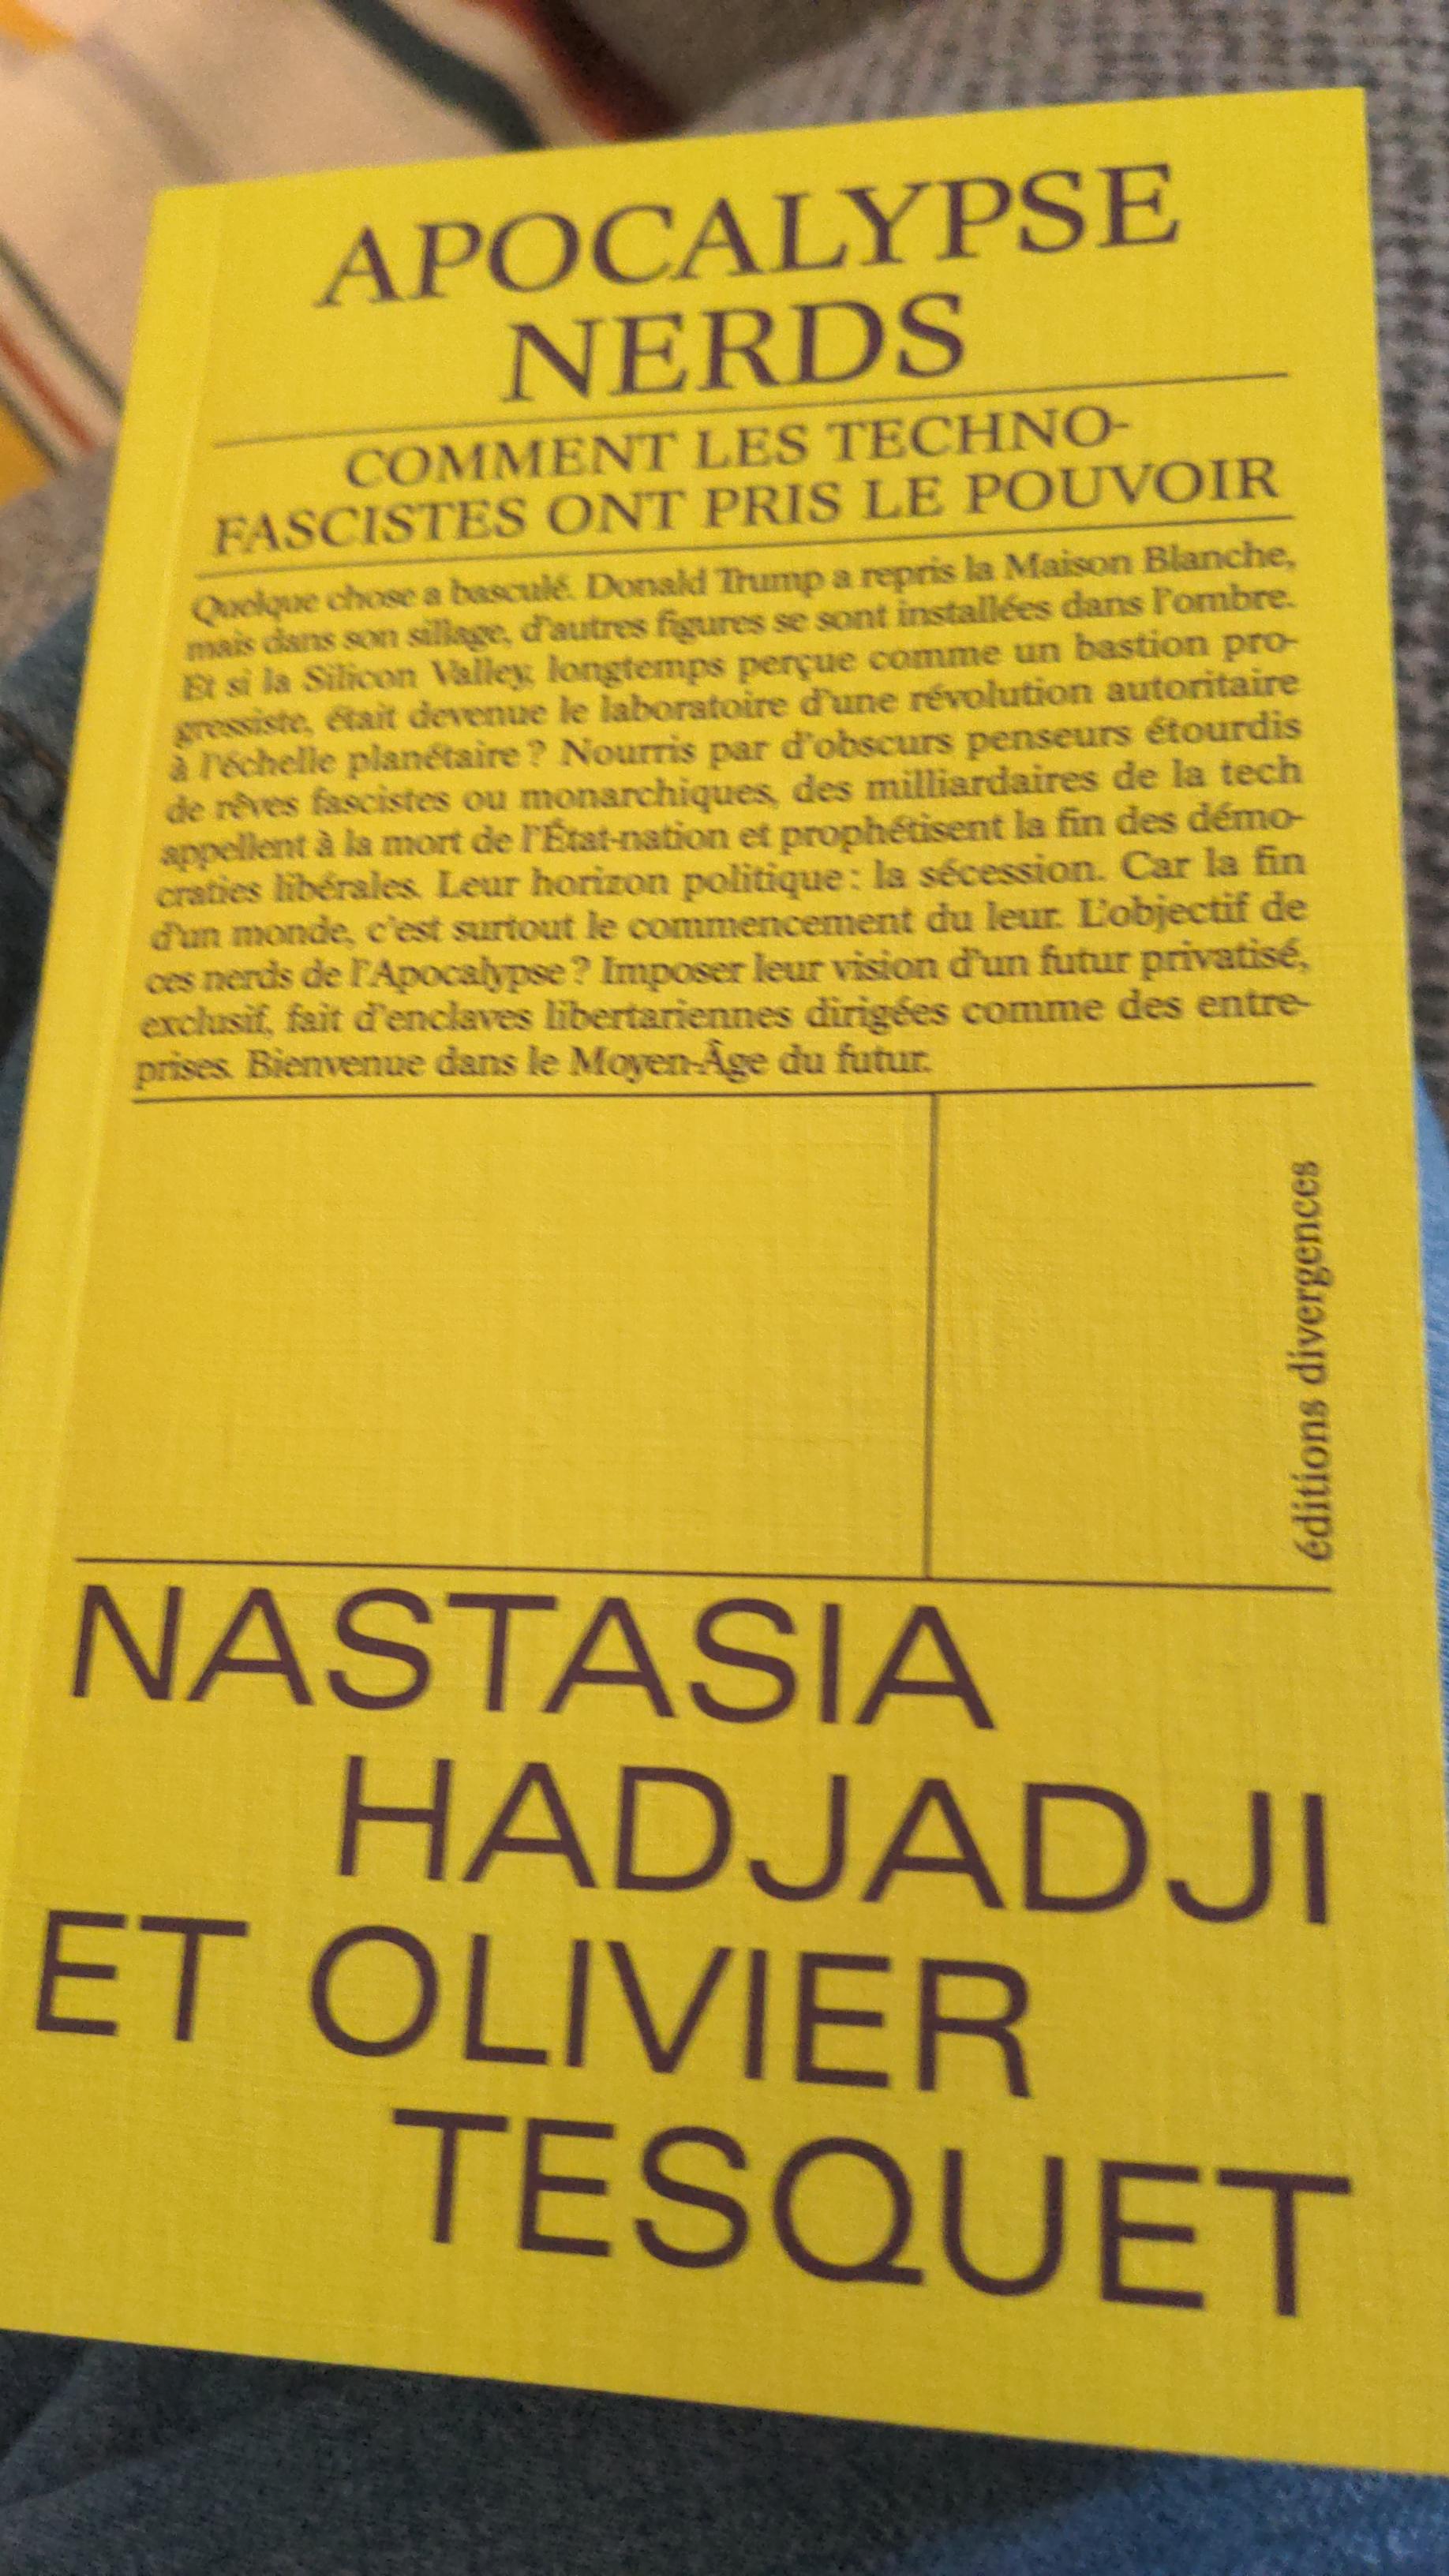 APOCALYPSE
NERDS
COMMENT LES TECHNO-
FASCISTES ONT PRIS LE POUVOIR
Quelque chose a basculé. Donald Trump a repris la Maison Blanche,
mais dans son sillage, d'autres figures se sont installées dans l'ombre.
Et si la Silicon Valley, longtemps perçue comme un bastion pro-
gressiste, était devenue le laboratoire d'une révolution autoritaire
à l'échelle planétaire ? Nourris par d'obscurs penseurs étourdis
de rêves fascistes ou monarchiques, des milliardaires de la tech
appellent à la mort de l'État-nation et prophétisent la fin des démo-
craties libérales. Leur horizon politique : la sécession. Car la fin
d'un monde, c'est surtout le commencement du leur. L'objectif de
ces nerds de l'Apocalypse ? Imposer leur vision d'un futur privatisé,
exclusif, fait d'enclaves libertariennes dirigées comme des entre-
prises. Bienvenue dans le Moyen-Âge du futur.
éditions divergences
NASTASIA
HADJADJI
ET OLIVIER
TESQUET